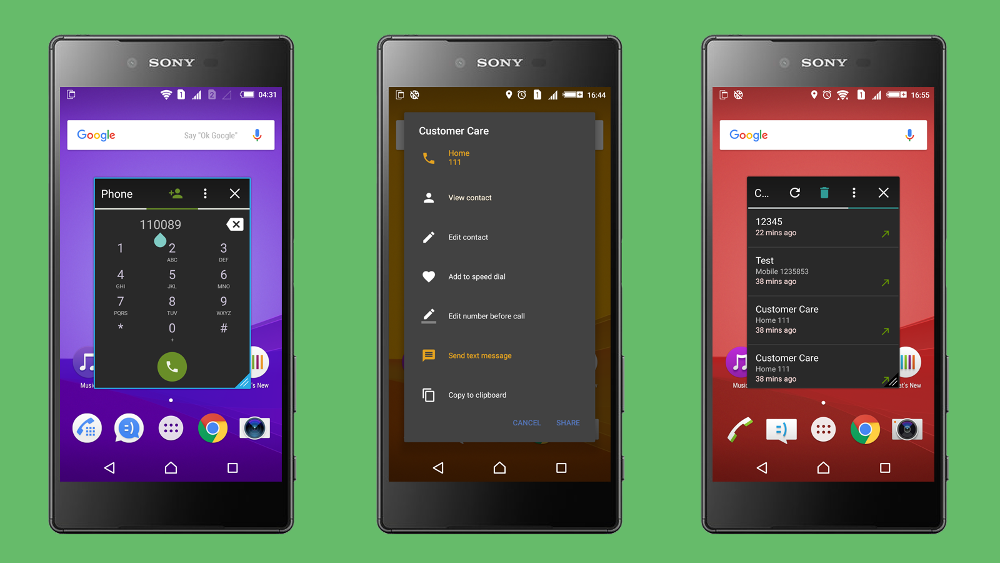 SONY
1
2
04:31
Google
Say "Ok Google"
Phone
110089
1
2
ABC
3
DEF
4
GHI
5
JKL
6
MNO
7
PQRS
8
TUV
9
WXYZ
*
0
+
#
Music
What's New
SONY
1
16:44
Customer Care
Home
111
View contact
Edit contact
Add to speed dial
Edit number before call
Send text message
Copy to clipboard
CANCEL
SHARE
SONY
1
16:55
Google
C...
12345
22 mins ago
Test
Mobile 1235853
38 mins ago
Customer Care
Home 111
38 mins ago
Customer Care
Home 111
38 mins ago
Music
t's New